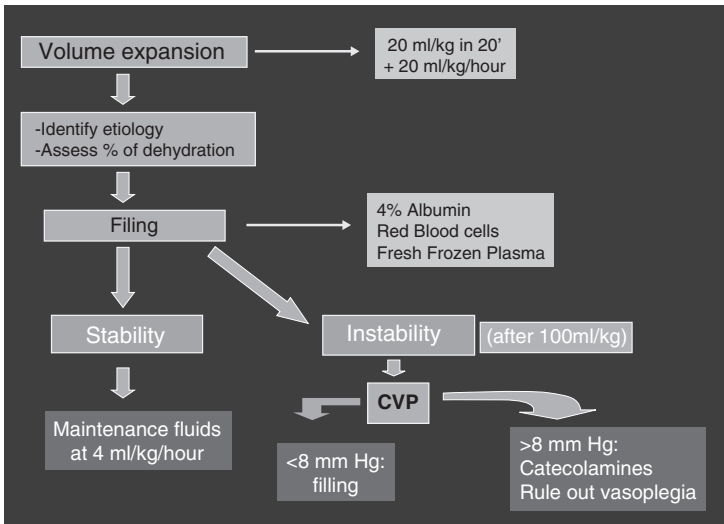 Volume expansion
20 ml/kg in 20'
+ 20 ml/kg/hour
-Identify etiology
-Assess % of dehydration
Filing
4% Albumin
Red Blood cells
Fresh Frozen Plasma
Stability
Instability
(after 100ml/kg)
CVP
Maintenance fluids
at 4 ml/kg/hour
<8 mm Hg:
filling
>8 mm Hg:
Catecolamines
Rule out vasoplegia